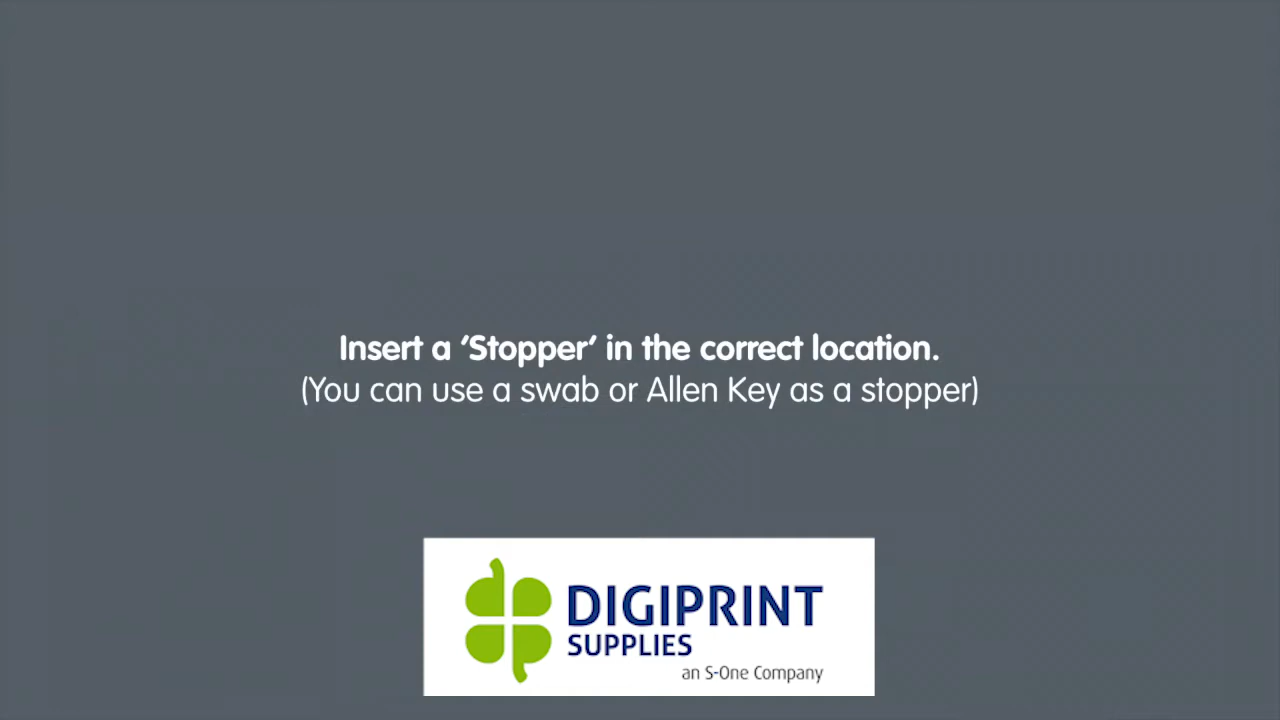 Insert a ‘Stopper’ in the correct location.
(You can use a swab or Allen Key as a stopper)
DIGIPRINT
SUPPLIES
an S-One Company